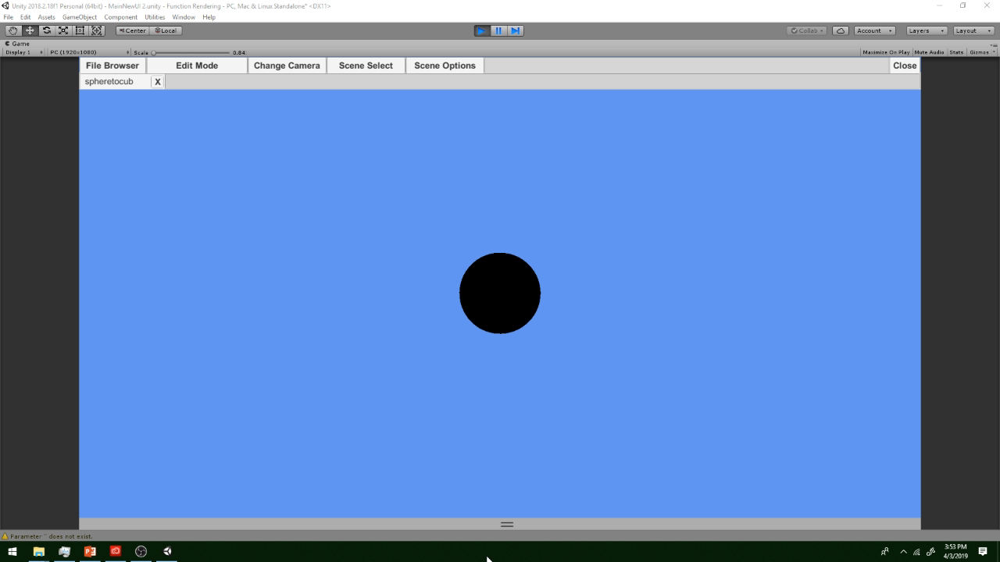 Unity 2018.2.18f1 Personal (64bit) - MainNewUI 2.unity - Function Rendering - PC, Mac & Linux Standalone* <DX11>
File Edit Assets GameObject Component Utilities Window Help
Center Local Collab Account Layers Layout
Game
Display 1 PC (1920x1080) Scale 0.84 Maximize On Play Mute Audio Stats Gizmos
File Browser Edit Mode Change Camera Scene Select Scene Options Close
spheretocub X
Parameter '' does not exist.
3:53 PM
4/3/2019